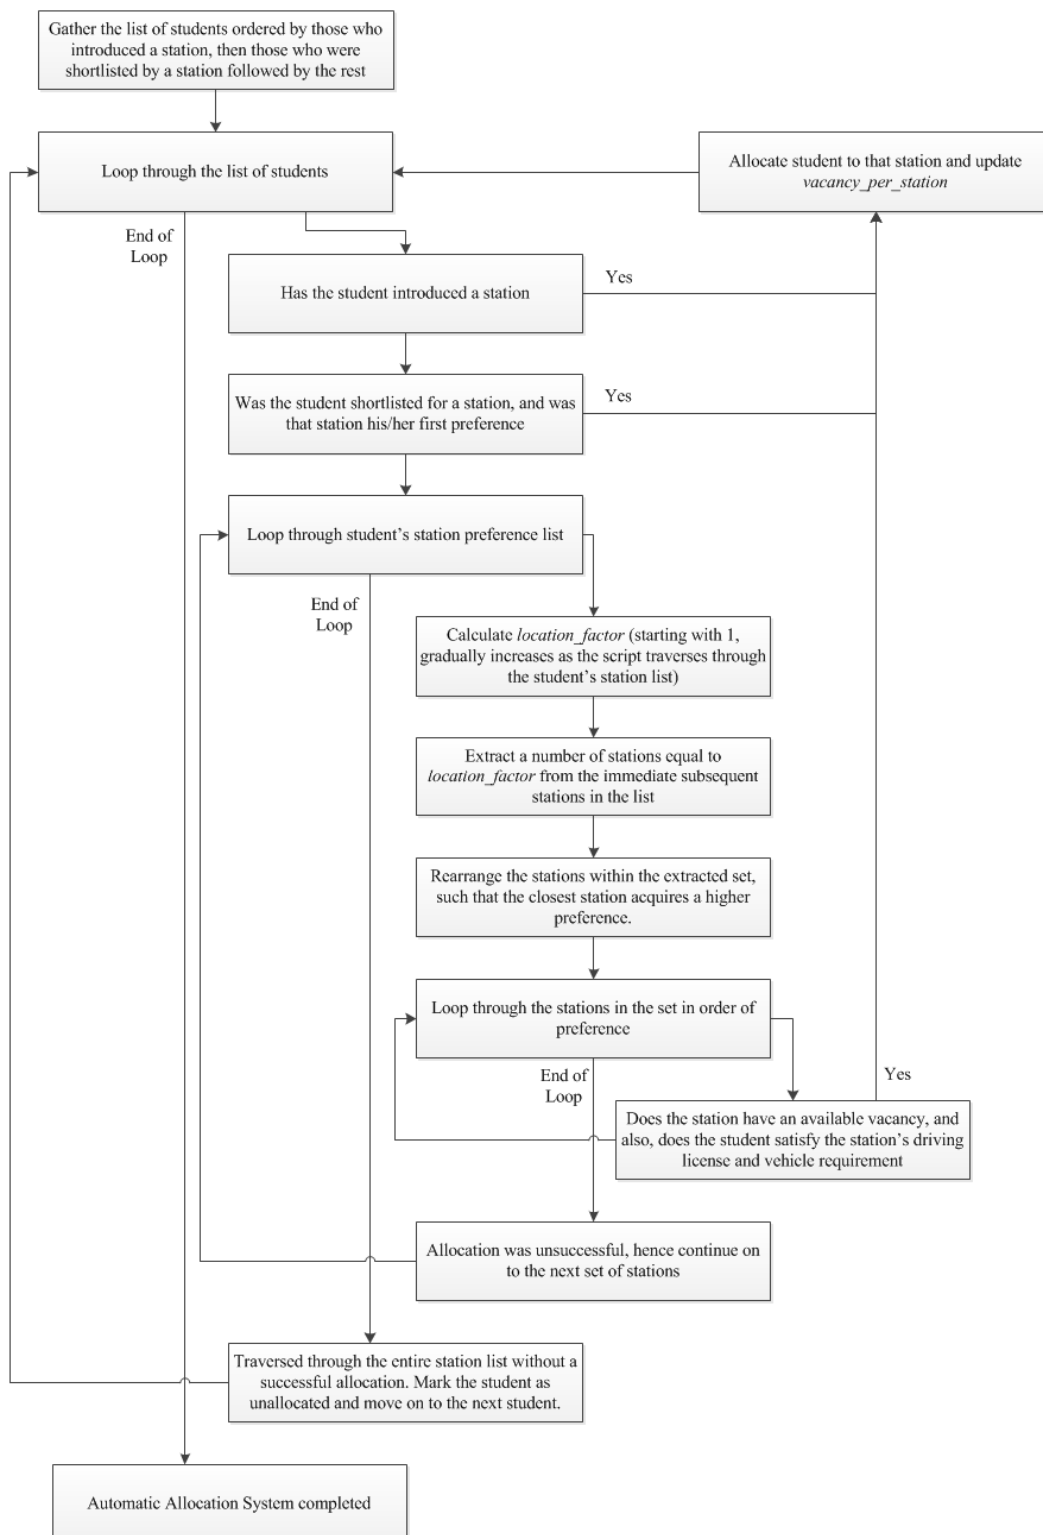 Gather the list of students ordered by those who
introduced a station, then those who were
shortlisted by a station followed by the rest
Loop through the list of students
Allocate student to that station and update
vacancy_per_station
End of
Loop
Has the student introduced a station
Yes
Was the student shortlisted for a station, and was
that station his/her first preference
Yes
Loop through student's station preference list
End of
Loop
Calculate location_factor (starting with 1,
gradually increases as the script traverses through
the student's station list)
Extract a number of stations equal to
location_factor from the immediate subsequent
stations in the list
Rearrange the stations within the extracted set,
such that the closest station acquires a higher
preference.
Loop through the stations in the set in order of
preference
End of
Loop
Yes
Does the station have an available vacancy, and
also, does the student satisfy the station's driving
license and vehicle requirement
Allocation was unsuccessful, hence continue on
to the next set of stations
Traversed through the entire station list without a
successful allocation. Mark the student as
unallocated and move on to the next student.
Automatic Allocation System completed